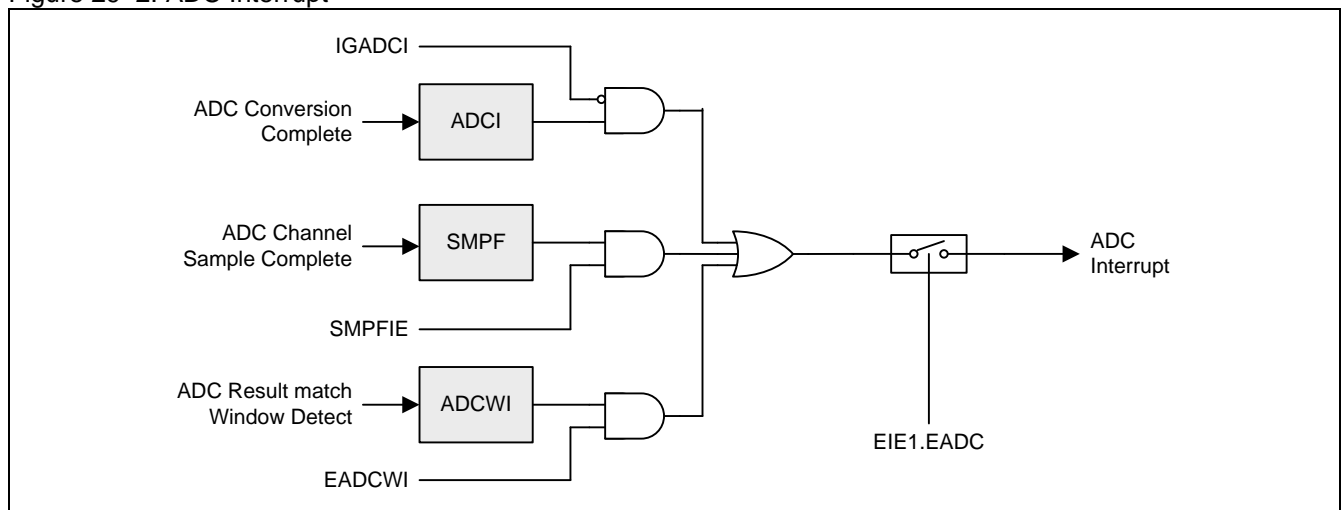 IGADCI
ADC Conversion
Complete
ADCI
ADC Channel
Sample Complete
SMPF
SMPFIE
ADC Result match
Window Detect
ADCWI
EADCWI
ADC
Interrupt
EIE1.EADC